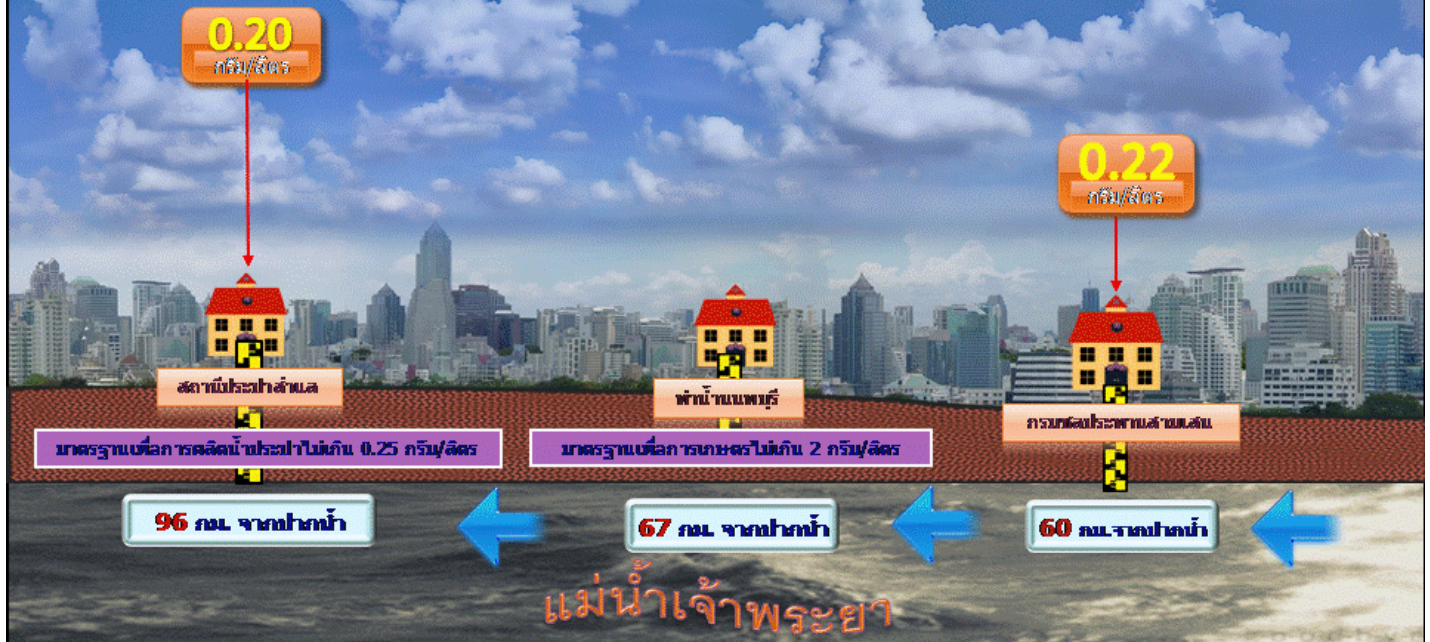 0.20
กรัม/ลิตร
0.22
กรัม/ลิตร
สถานีประปาสำแล
ท่าน้ำนนทบุรี
กรมชลประทานสามเสน
มาตรฐานเพื่อการผลิตน้ำประปาไม่เกิน 0.25 กรัม/ลิตร
มาตรฐานเพื่อการเกษตรไม่เกิน 2 กรัม/ลิตร
96 กม. จากปากน้ำ
67 กม. จากปากน้ำ
60 กม.จากปากน้ำ
แม่น้ำเจ้าพระยา